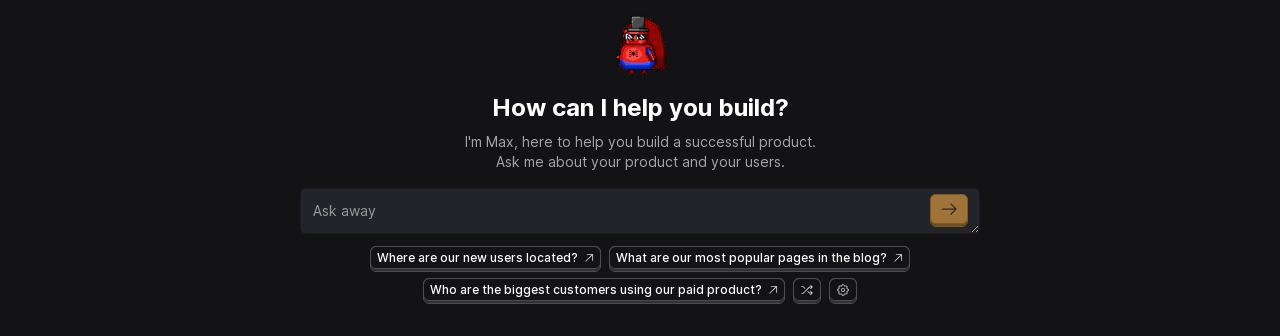 How can I help you build?
I'm Max, here to help you build a successful product.
Ask me about your product and your users.
Ask away
Where are our new users located?
What are our most popular pages in the blog?
Who are the biggest customers using our paid product?